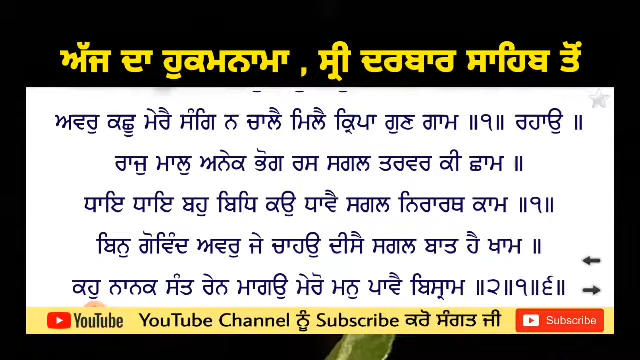 ਅੱਜ ਦਾ ਹੁਕਮਨਾਮਾ , ਸ੍ਰੀ ਦਰਬਾਰ ਸਾਹਿਬ ਤੋਂ
ਅਵਰੁ ਕਛੂ ਮੇਰੈ ਸੰਗਿ ਨ ਚਾਲੈ ਮਿਲੈ ਕ੍ਰਿਪਾ ਗੁਣ ਗਾਮ ॥੧॥ ਰਹਾਉ ॥
ਰਾਜੁ ਮਾਲੁ ਅਨੇਕ ਭੋਗ ਰਸ ਸਗਲ ਤਰਵਰ ਕੀ ਛਾਮ ॥
ਧਾਇ ਧਾਇ ਬਹੁ ਬਿਧਿ ਕਉ ਧਾਵੈ ਸਗਲ ਨਿਰਾਰਥ ਕਾਮ ॥੧॥
ਬਿਨੁ ਗੋਵਿੰਦ ਅਵਰੁ ਜੇ ਚਾਹਉ ਦੀਸੈ ਸਗਲ ਬਾਤ ਹੈ ਖਾਮ ॥
ਕਹੁ ਨਾਨਕ ਸੰਤ ਰੇਨ ਮਾਗਉ ਮੇਰੋ ਮਨੁ ਪਾਵੈ ਬਿਸ੍ਰਾਮ ॥੨॥੧॥੬॥
YouTube YouTube Channel ਨੂੰ Subscribe ਕਰੋ ਸੰਗਤ ਜੀ Subscribe